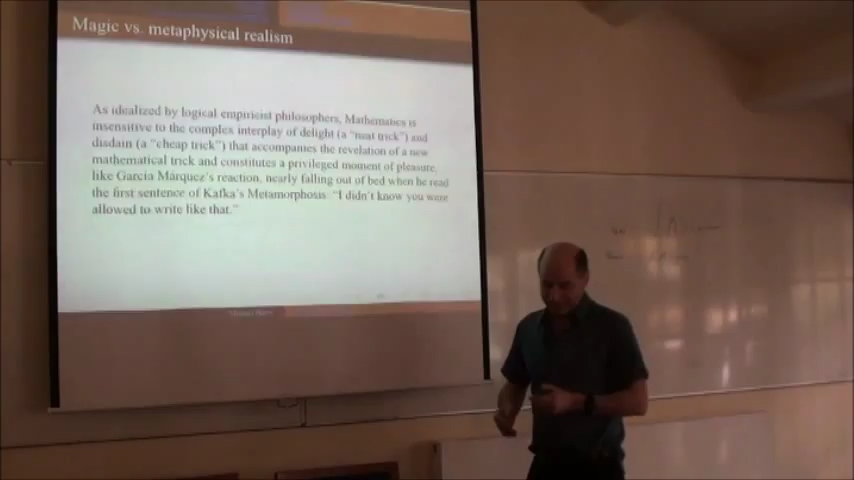 Magic vs. metaphysical realism
As idealized by logical empiricist philosophers, Mathematics is
insensitive to the complex interplay of delight (a "neat trick") and
disdain (a "cheap trick") that accompanies the revelation of a new
mathematical trick and constitutes a privileged moment of pleasure,
like García Márquez's reaction, nearly falling out of bed when he read
the first sentence of Kafka's Metamorphosis: "I didn't know you were
allowed to write like that."